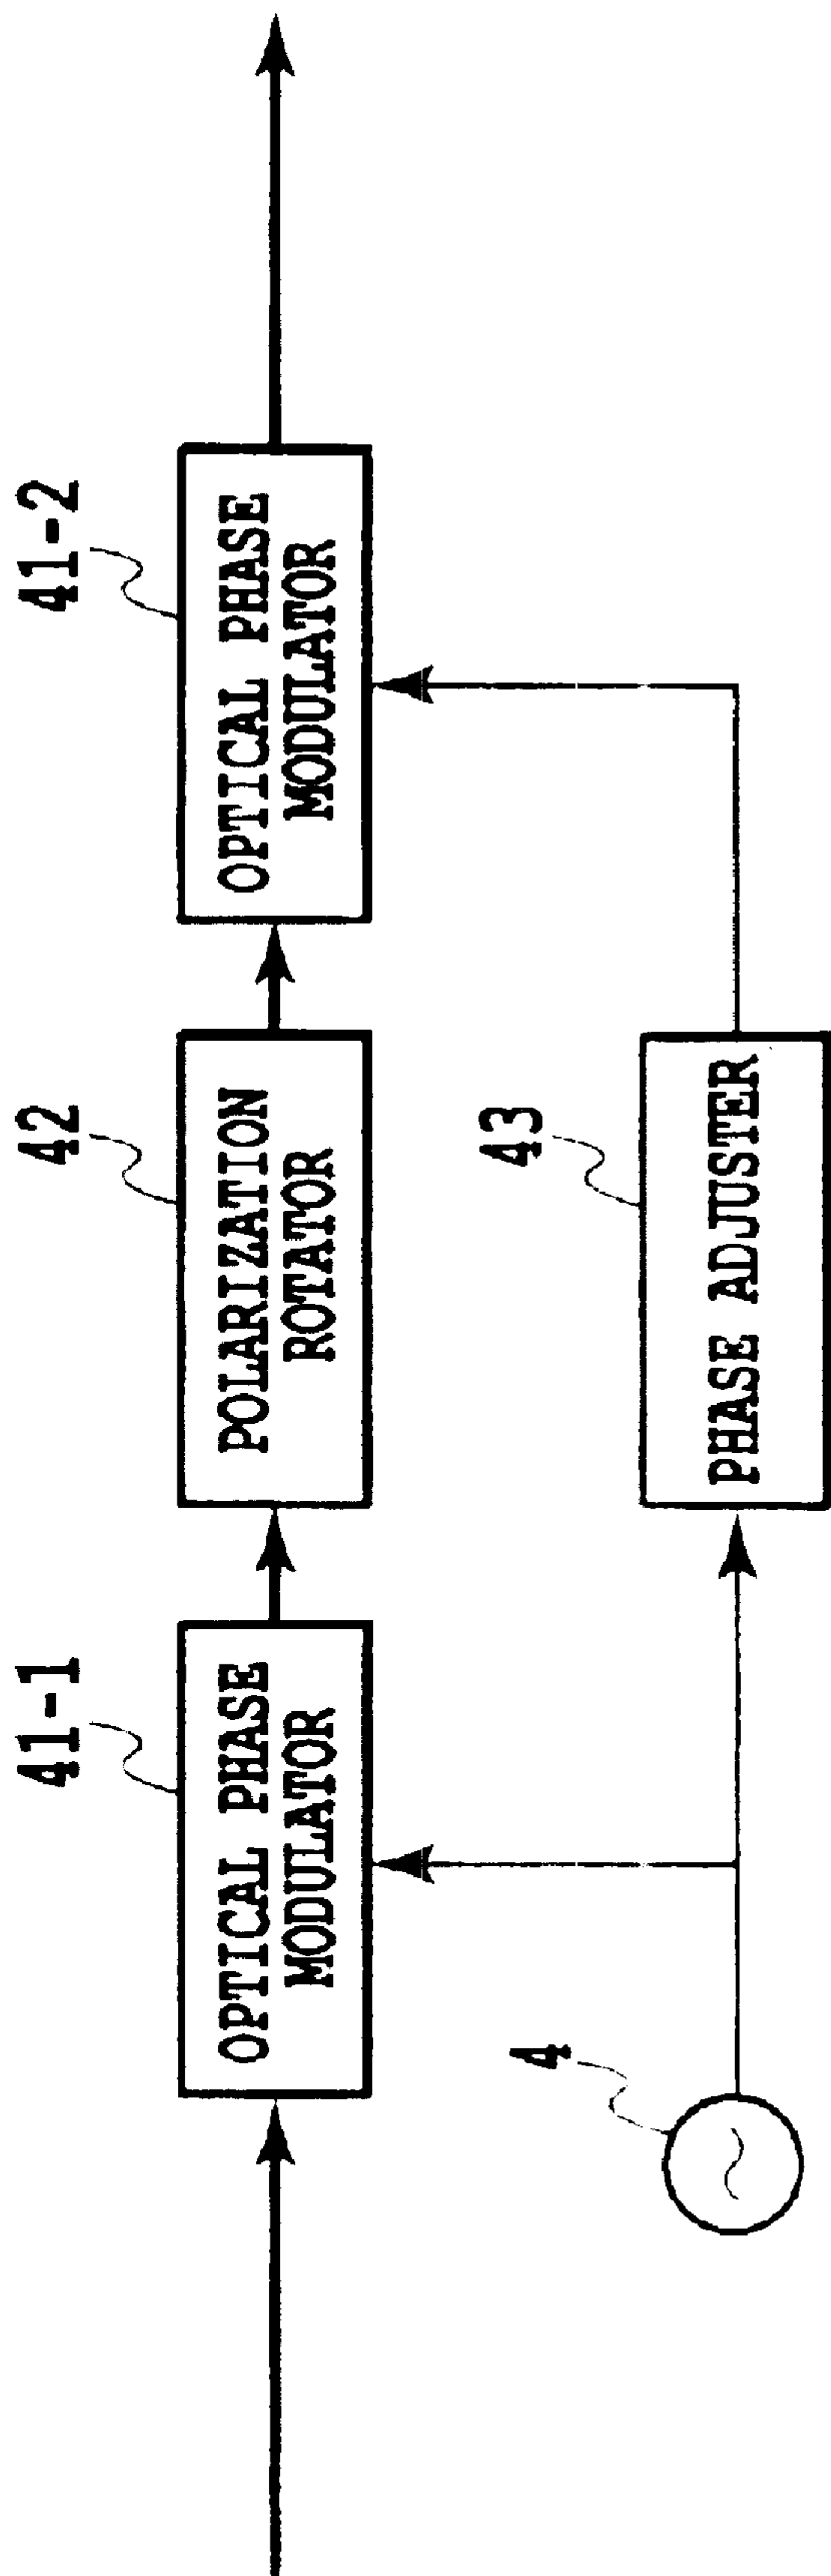 41-1
42
41-2
OPTICAL PHASE
MODULATOR
POLARIZATION
ROTATOR
OPTICAL PHASE
MODULATOR
4
43
PHASE ADJUSTER